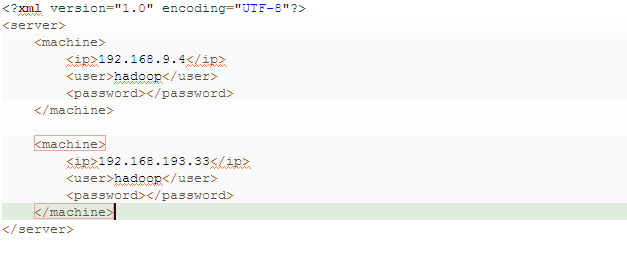 <?xml version="1.0" encoding="UTF-8"?>
<server>
    <machine>
        <ip>192.168.9.4</ip>
        <user>hadoop</user>
        <password></password>
    </machine>

    <machine>
        <ip>192.168.193.33</ip>
        <user>hadoop</user>
        <password></password>
    </machine>
</server>